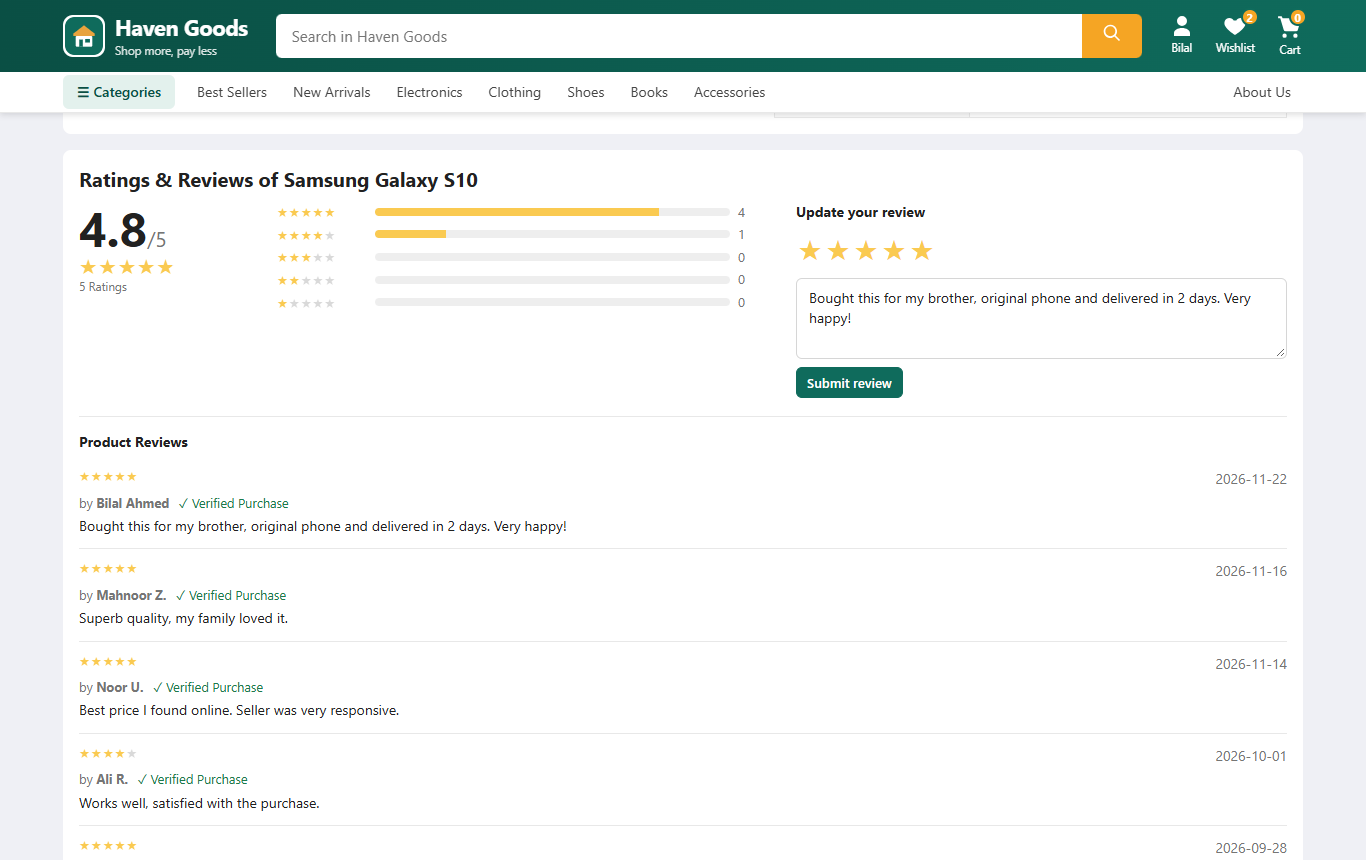 Haven Goods
Shop more, pay less
Search in Haven Goods
Bilal
2
Wishlist
0
Cart
☰ Categories
Best Sellers
New Arrivals
Electronics
Clothing
Shoes
Books
Accessories
About Us
Ratings & Reviews of Samsung Galaxy S10
4.8/5
★★★★★
5 Ratings
★★★★★ 4
★★★★★ 1
★★★★★ 0
★★★★★ 0
★★★★★ 0
Update your review
★★★★★
Bought this for my brother, original phone and delivered in 2 days. Very
happy!
Submit review
Product Reviews
★★★★★ 2026-11-22
by Bilal Ahmed ✓ Verified Purchase
Bought this for my brother, original phone and delivered in 2 days. Very happy!
★★★★★ 2026-11-16
by Mahnoor Z. ✓ Verified Purchase
Superb quality, my family loved it.
★★★★★ 2026-11-14
by Noor U. ✓ Verified Purchase
Best price I found online. Seller was very responsive.
★★★★★ 2026-10-01
by Ali R. ✓ Verified Purchase
Works well, satisfied with the purchase.
★★★★★ 2026-09-28